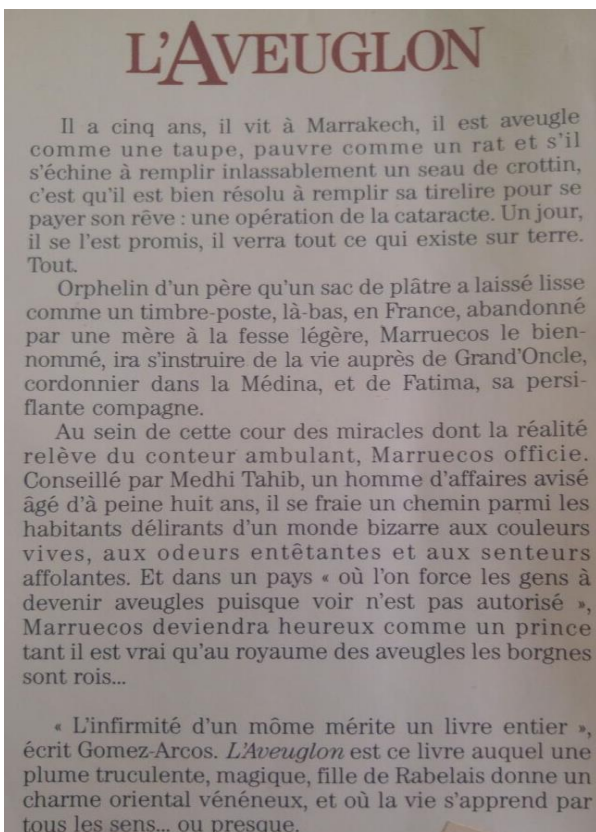 L'AVEUGLON
Il a cinq ans, il vit à Marrakech, il est aveugle
comme une taupe, pauvre comme un rat et s'il
s'échine à remplir inlassablement un seau de crottin,
c'est qu'il est bien résolu à remplir sa tirelire pour se
payer son rêve : une opération de la cataracte. Un jour,
il se l'est promis, il verra tout ce qui existe sur terre.
Tout.
Orphelin d'un père qu'un sac de plâtre a laissé lisse
comme un timbre-poste, là-bas, en France, abandonné
par une mère à la fesse légère, Marruecos le bien-
nommé, ira s'instruire de la vie auprès de Grand'Oncle,
cordonnier dans la Médina, et de Fatima, sa persi-
flante compagne.
Au sein de cette cour des miracles dont la réalité
relève du conteur ambulant, Marruecos officie.
Conseillé par Medhi Tahib, un homme d'affaires avisé
âgé d'à peine huit ans, il se fraie un chemin parmi les
habitants délirants d'un monde bizarre aux couleurs
vives, aux odeurs entêtantes et aux senteurs
affolantes. Et dans un pays « où l'on force les gens à
devenir aveugles puisque voir n'est pas autorisé »,
Marruecos deviendra heureux comme un prince
tant il est vrai qu'au royaume des aveugles les borgnes
sont rois...
« L'infirmité d'un môme mérite un livre entier »,
écrit Gomez-Arcos. L'Aveuglon est ce livre auquel une
plume truculente, magique, fille de Rabelais donne un
charme oriental vénéneux, et où la vie s'apprend par
tous les sens... ou presque.